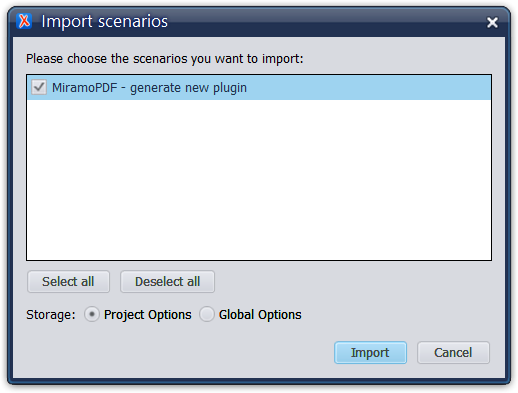 Import scenarios
Please choose the scenarios you want to import:
MiramoPDF - generate new plugin
Select all
Deselect all
Storage: Project Options Global Options
Import
Cancel